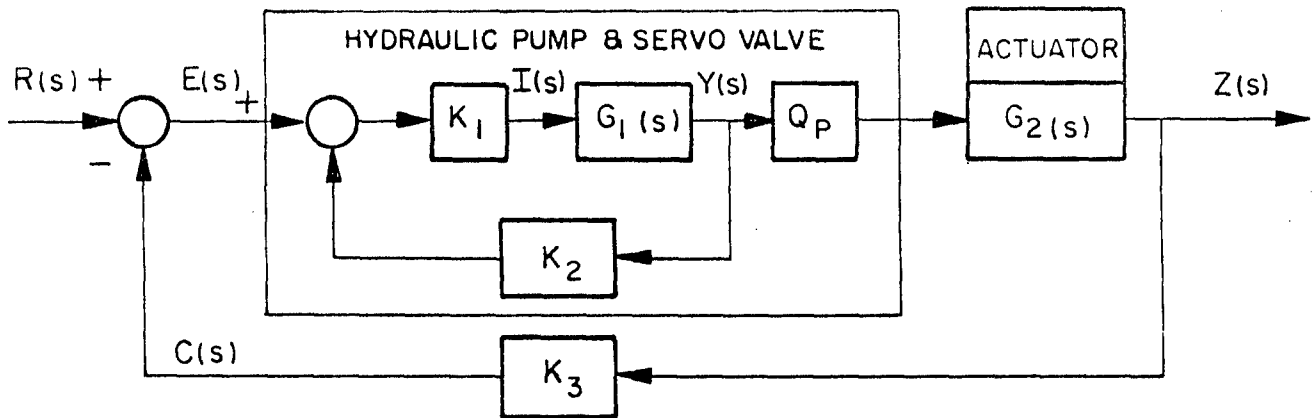 HYDRAULIC PUMP & SERVO VALVE
ACTUATOR
R(s) +
E(s) +
I(s)
Y(s)
Z(s)
K1
G1(s)
QP
G2(s)
-
K2
C(s)
K3